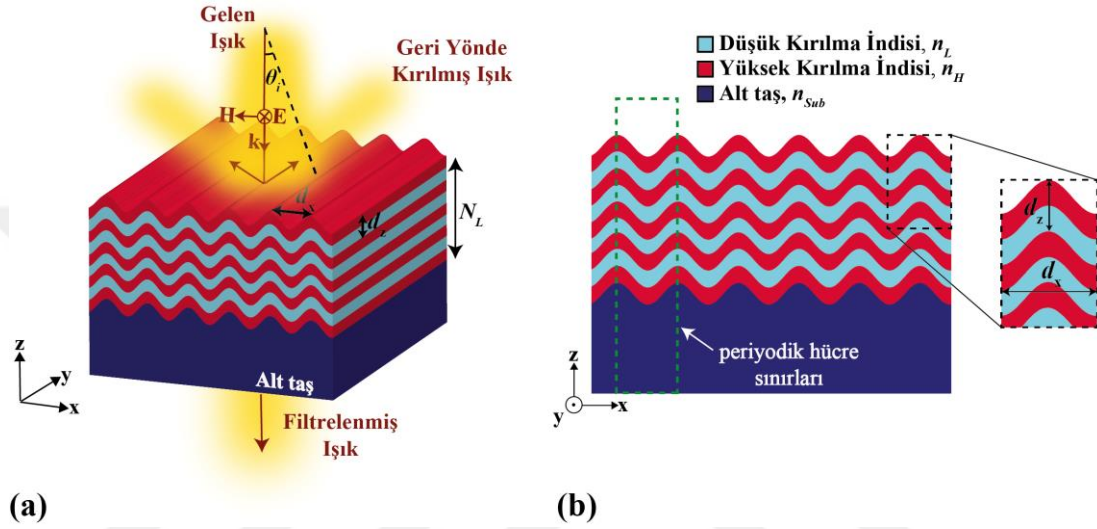 Gelen
Işık
Geri Yönde
Kırılmış Işık
θi
H
E
k
d
dz
NL
z
y
x
Alt taş
Filtrelenmiş
Işık
(a)
Düşük Kırılma İndisi, nL
Yüksek Kırılma İndisi, nH
Alt taş, nSub
dz
dx
periyodik hücre
sınırları
z
y
x
(b)